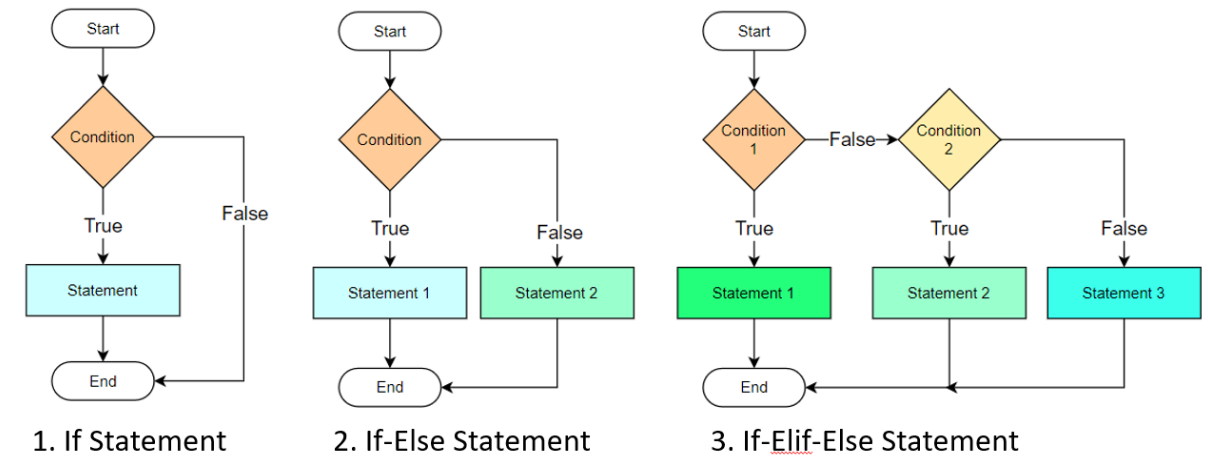 Start
Condition
True
False
Statement
End
1. If Statement
Start
Condition
True
False
Statement 1
Statement 2
End
2. If-Else Statement
Start
Condition
1
False
Condition
2
True
True
False
Statement 1
Statement 2
Statement 3
End
3. If-Elif-Else Statement